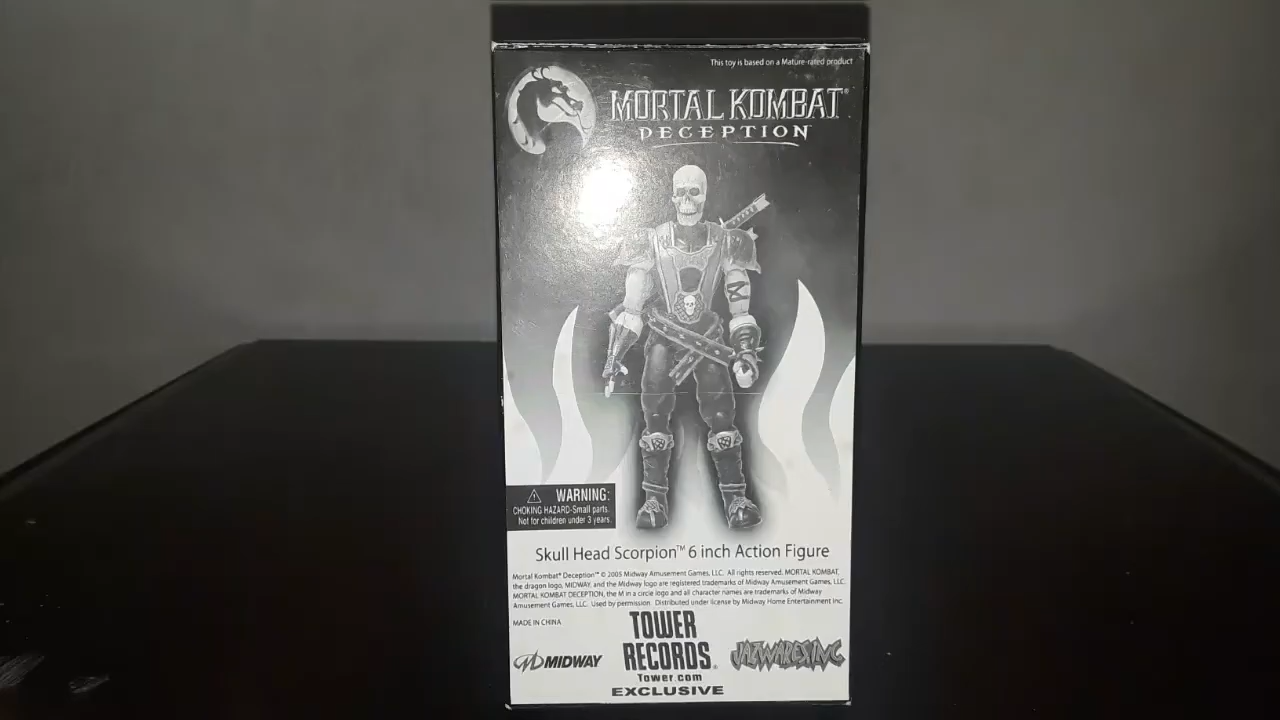 This toy is based on a Mature-rated product
MORTAL KOMBAT®
DECEPTION™
WARNING:
CHOKING HAZARD-Small parts.
Not for children under 3 years.
Skull Head Scorpion™ 6 inch Action Figure
Mortal Kombat® Deception™ © 2005 Midway Amusement Games, LLC. All rights reserved. MORTAL KOMBAT,
the dragon logo, MIDWAY, and the Midway logo are registered trademarks of Midway Amusement Games, LLC.
MORTAL KOMBAT DECEPTION, the M in a circle logo and all character names are trademarks of Midway
Amusement Games, LLC. Used by permission. Distributed under license by Midway Home Entertainment Inc.
MADE IN CHINA
MIDWAY
TOWER
RECORDS®
Tower.com
EXCLUSIVE
JAZWARES INC